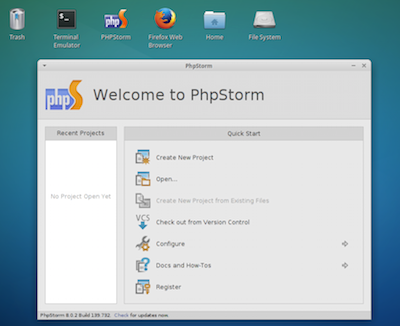 Trash
Terminal
Emulator
PHPStorm
Firefox Web
Browser
Home
File System
PhpStorm
php
Welcome to PhpStorm
Recent Projects
No Project Open Yet
Quick Start
Create New Project
Open...
Create New Project from Existing Files
VCS
Check out from Version Control
Configure
Docs and How-Tos
Register
PhpStorm 8.0.2 Build 139.732. Check for updates now.